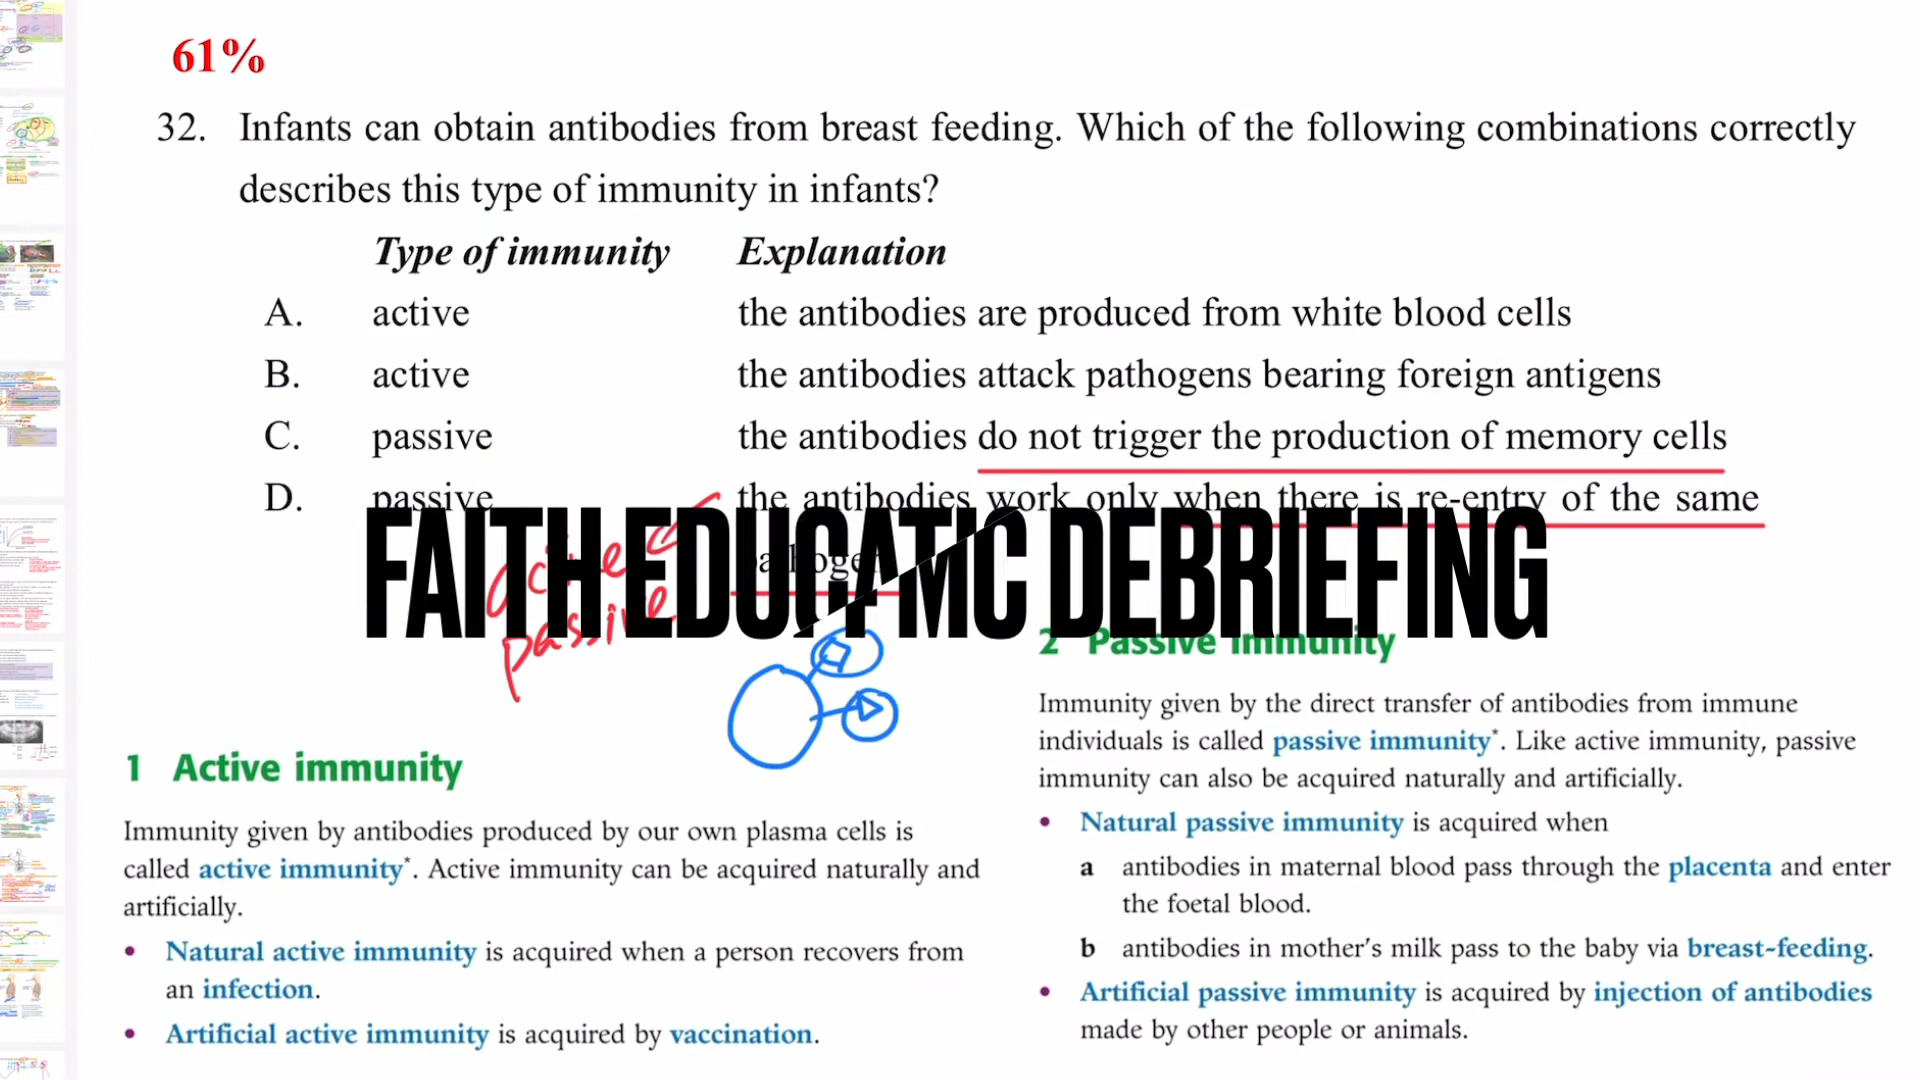 61%
32. Infants can obtain antibodies from breast feeding. Which of the following combinations correctly
describes this type of immunity in infants?
Type of immunity Explanation
A. active the antibodies are produced from white blood cells
B. active the antibodies attack pathogens bearing foreign antigens
C. passive the antibodies do not trigger the production of memory cells
D. passive the antibodies work only when there is re-entry of the same
FAITH EDUCATIC DEBRIEFING
passive
1 Active immunity
Immunity given by antibodies produced by our own plasma cells is
called active immunity*. Active immunity can be acquired naturally and
artificially.
• Natural active immunity is acquired when a person recovers from
an infection.
• Artificial active immunity is acquired by vaccination.
2 Passive immunity
Immunity given by the direct transfer of antibodies from immune
individuals is called passive immunity*. Like active immunity, passive
immunity can also be acquired naturally and artificially.
• Natural passive immunity is acquired when
a antibodies in maternal blood pass through the placenta and enter
the foetal blood.
b antibodies in mother's milk pass to the baby via breast-feeding.
• Artificial passive immunity is acquired by injection of antibodies
made by other people or animals.